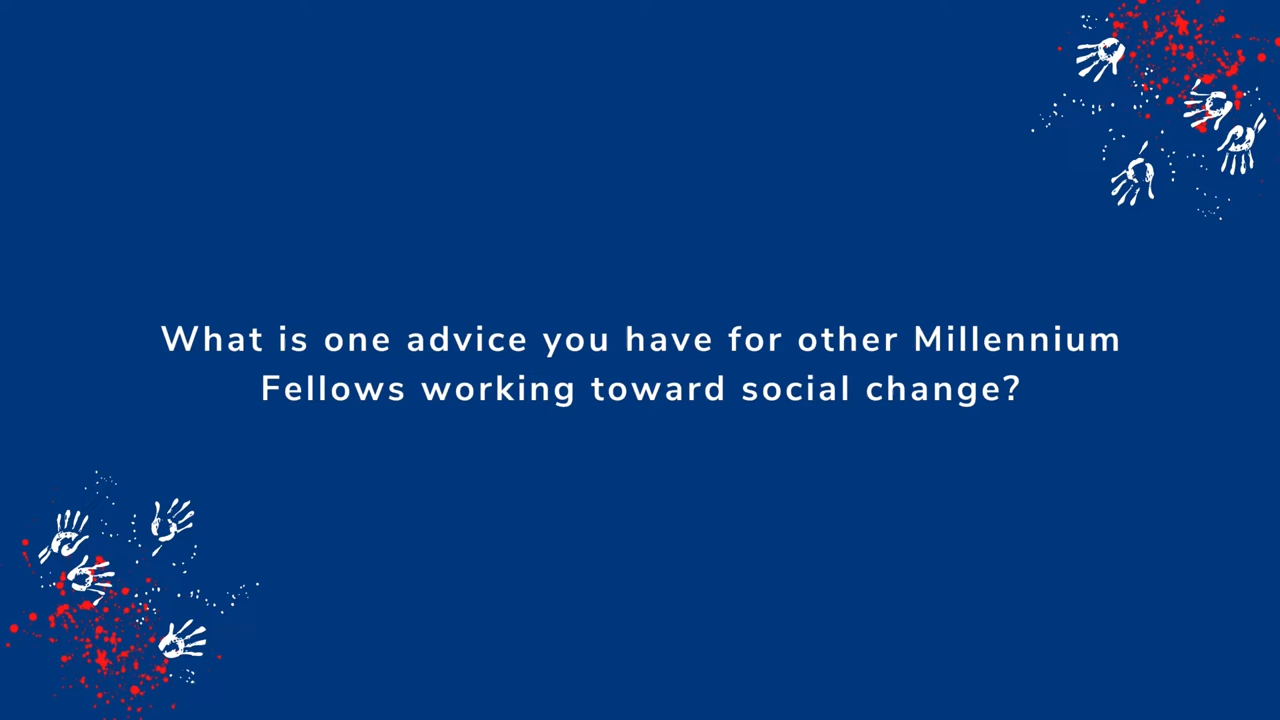 What is one advice you have for other Millennium
Fellows working toward social change?